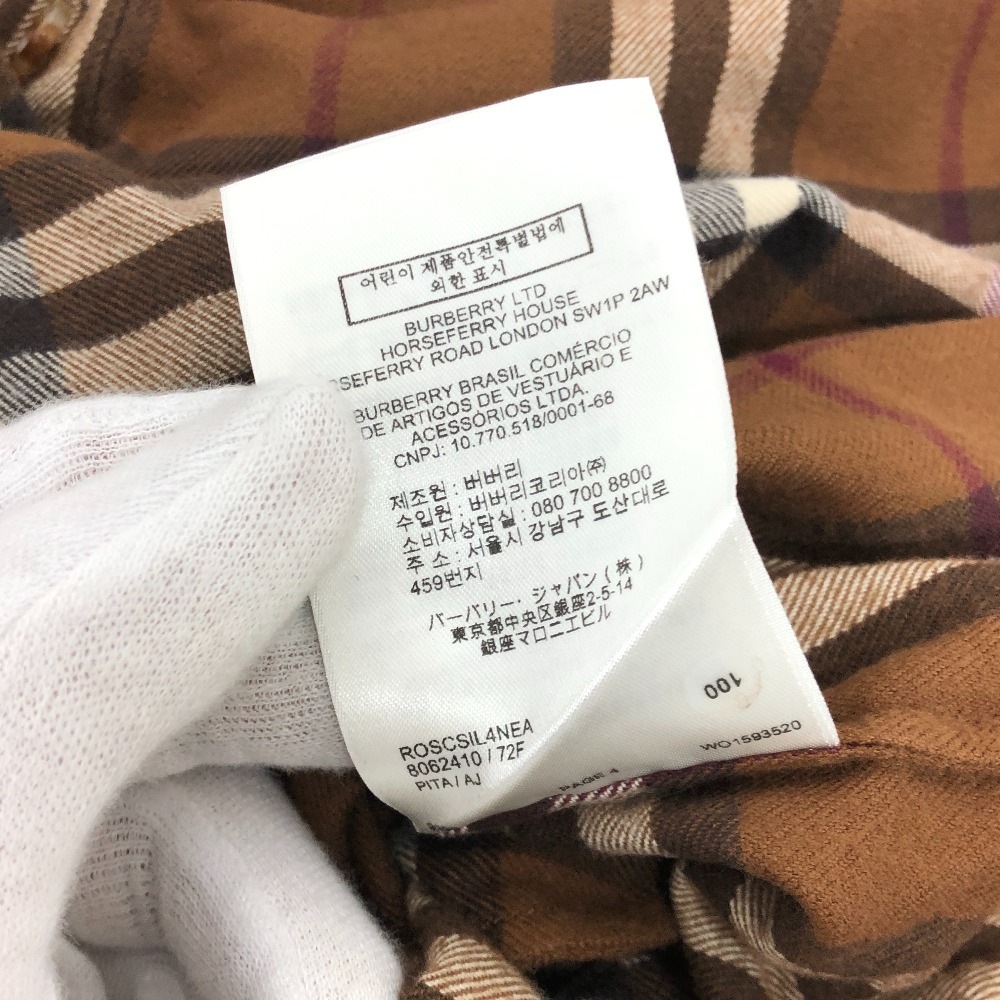 어린이 제품안전특별법에
의한 표시
BURBERRY LTD
HORSEFERRY HOUSE
SEFERRY ROAD LONDON SW1P 2AW
BURBERRY BRASIL COMÉRCIO
DE ARTIGOS DE VESTUÁRIO E
ACESSÓRIOS LTDA.
CNPJ: 10.770.518/0001-68
제조원 : 버버리
수입원 : 버버리코리아㈜
소비자상담실 : 080 700 8800
주 소 : 서울시 강남구 도산대로
459번지
バーバリー・ジャパン ( 株 )
東京都中央区銀座2-5-14
銀座マロニエビル
100
ROSCSIL4NEA
8062410 / 72F
PITA / AJ
PAGE 4
WO1593520